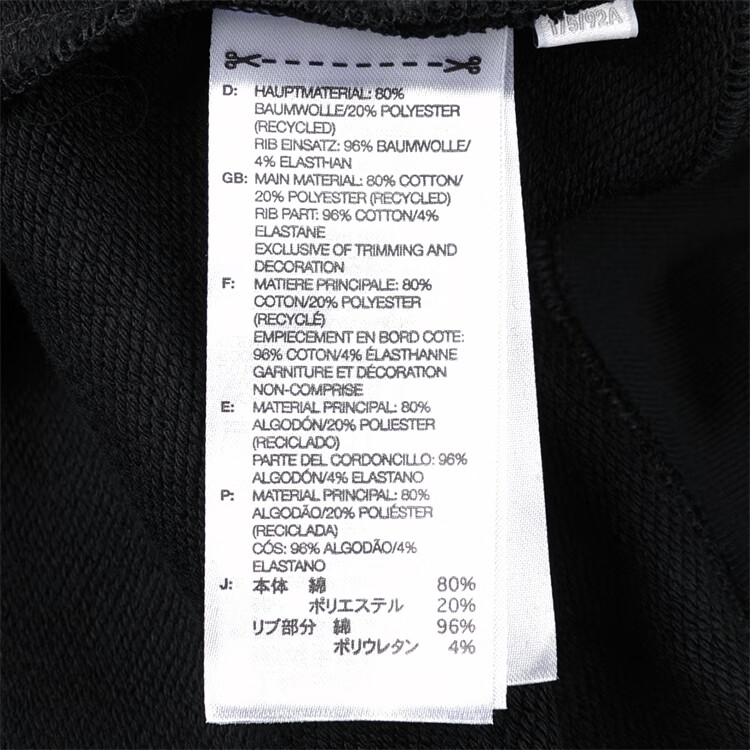 1/5/92A
D: HAUPTMATERIAL: 80%
BAUMWOLLE/20% POLYESTER
(RECYCLED)
RIB EINSATZ: 96% BAUMWOLLE/
4% ELASTHAN
GB: MAIN MATERIAL: 80% COTTON/
20% POLYESTER (RECYCLED)
RIB PART: 96% COTTON/4%
ELASTANE
EXCLUSIVE OF TRIMMING AND
DECORATION
F: MATIERE PRINCIPALE: 80%
COTON/20% POLYESTER
(RECYCLÉ)
EMPIECEMENT EN BORD COTE:
96% COTON/4% ÉLASTHANNE
GARNITURE ET DÉCORATION
NON-COMPRISE
E: MATERIAL PRINCIPAL: 80%
ALGODÓN/20% POLIESTER
(RECICLADO)
PARTE DEL CORDONCILLO: 96%
ALGODÓN/4% ELASTANO
P: MATERIAL PRINCIPAL: 80%
ALGODÃO/20% POLIÉSTER
(RECICLADA)
CÓS: 96% ALGODÃO/4%
ELASTANO
J: 本体 綿 80%
ポリエステル 20%
リブ部分 綿 96%
ポリウレタン 4%